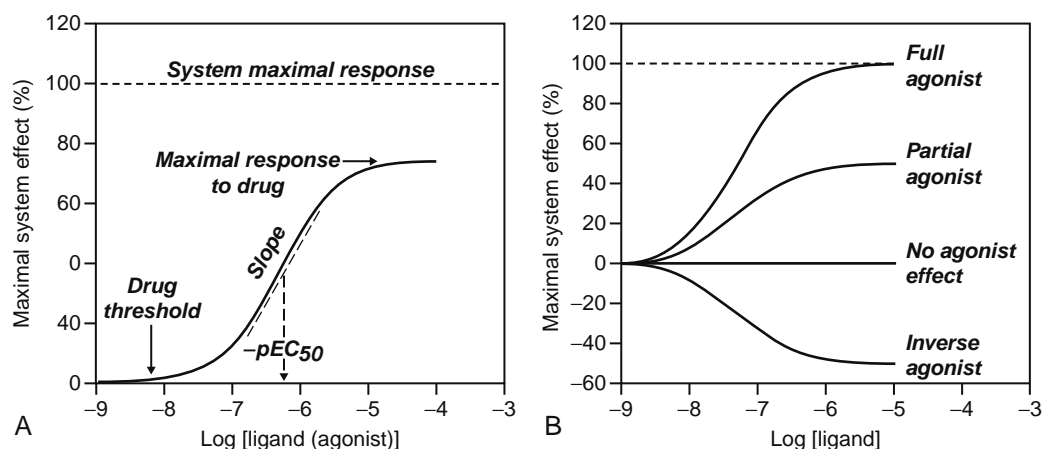 120
100
80
60
0
40
0
Maximal system effect (%)
System maximal response
Maximal response
to drug
Slope
Drug
threshold
–pEC50
–9
–8
–7
–6
–5
–4
–3
Log [ligand (agonist)]
A
120
100
80
60
40
20
0
–20
–40
–60
Maximal system effect (%)
Full
agonist
Partial
agonist
No agonist
effect
Inverse
agonist
–9
–8
–7
–6
–5
–4
–3
Log [ligand]
B